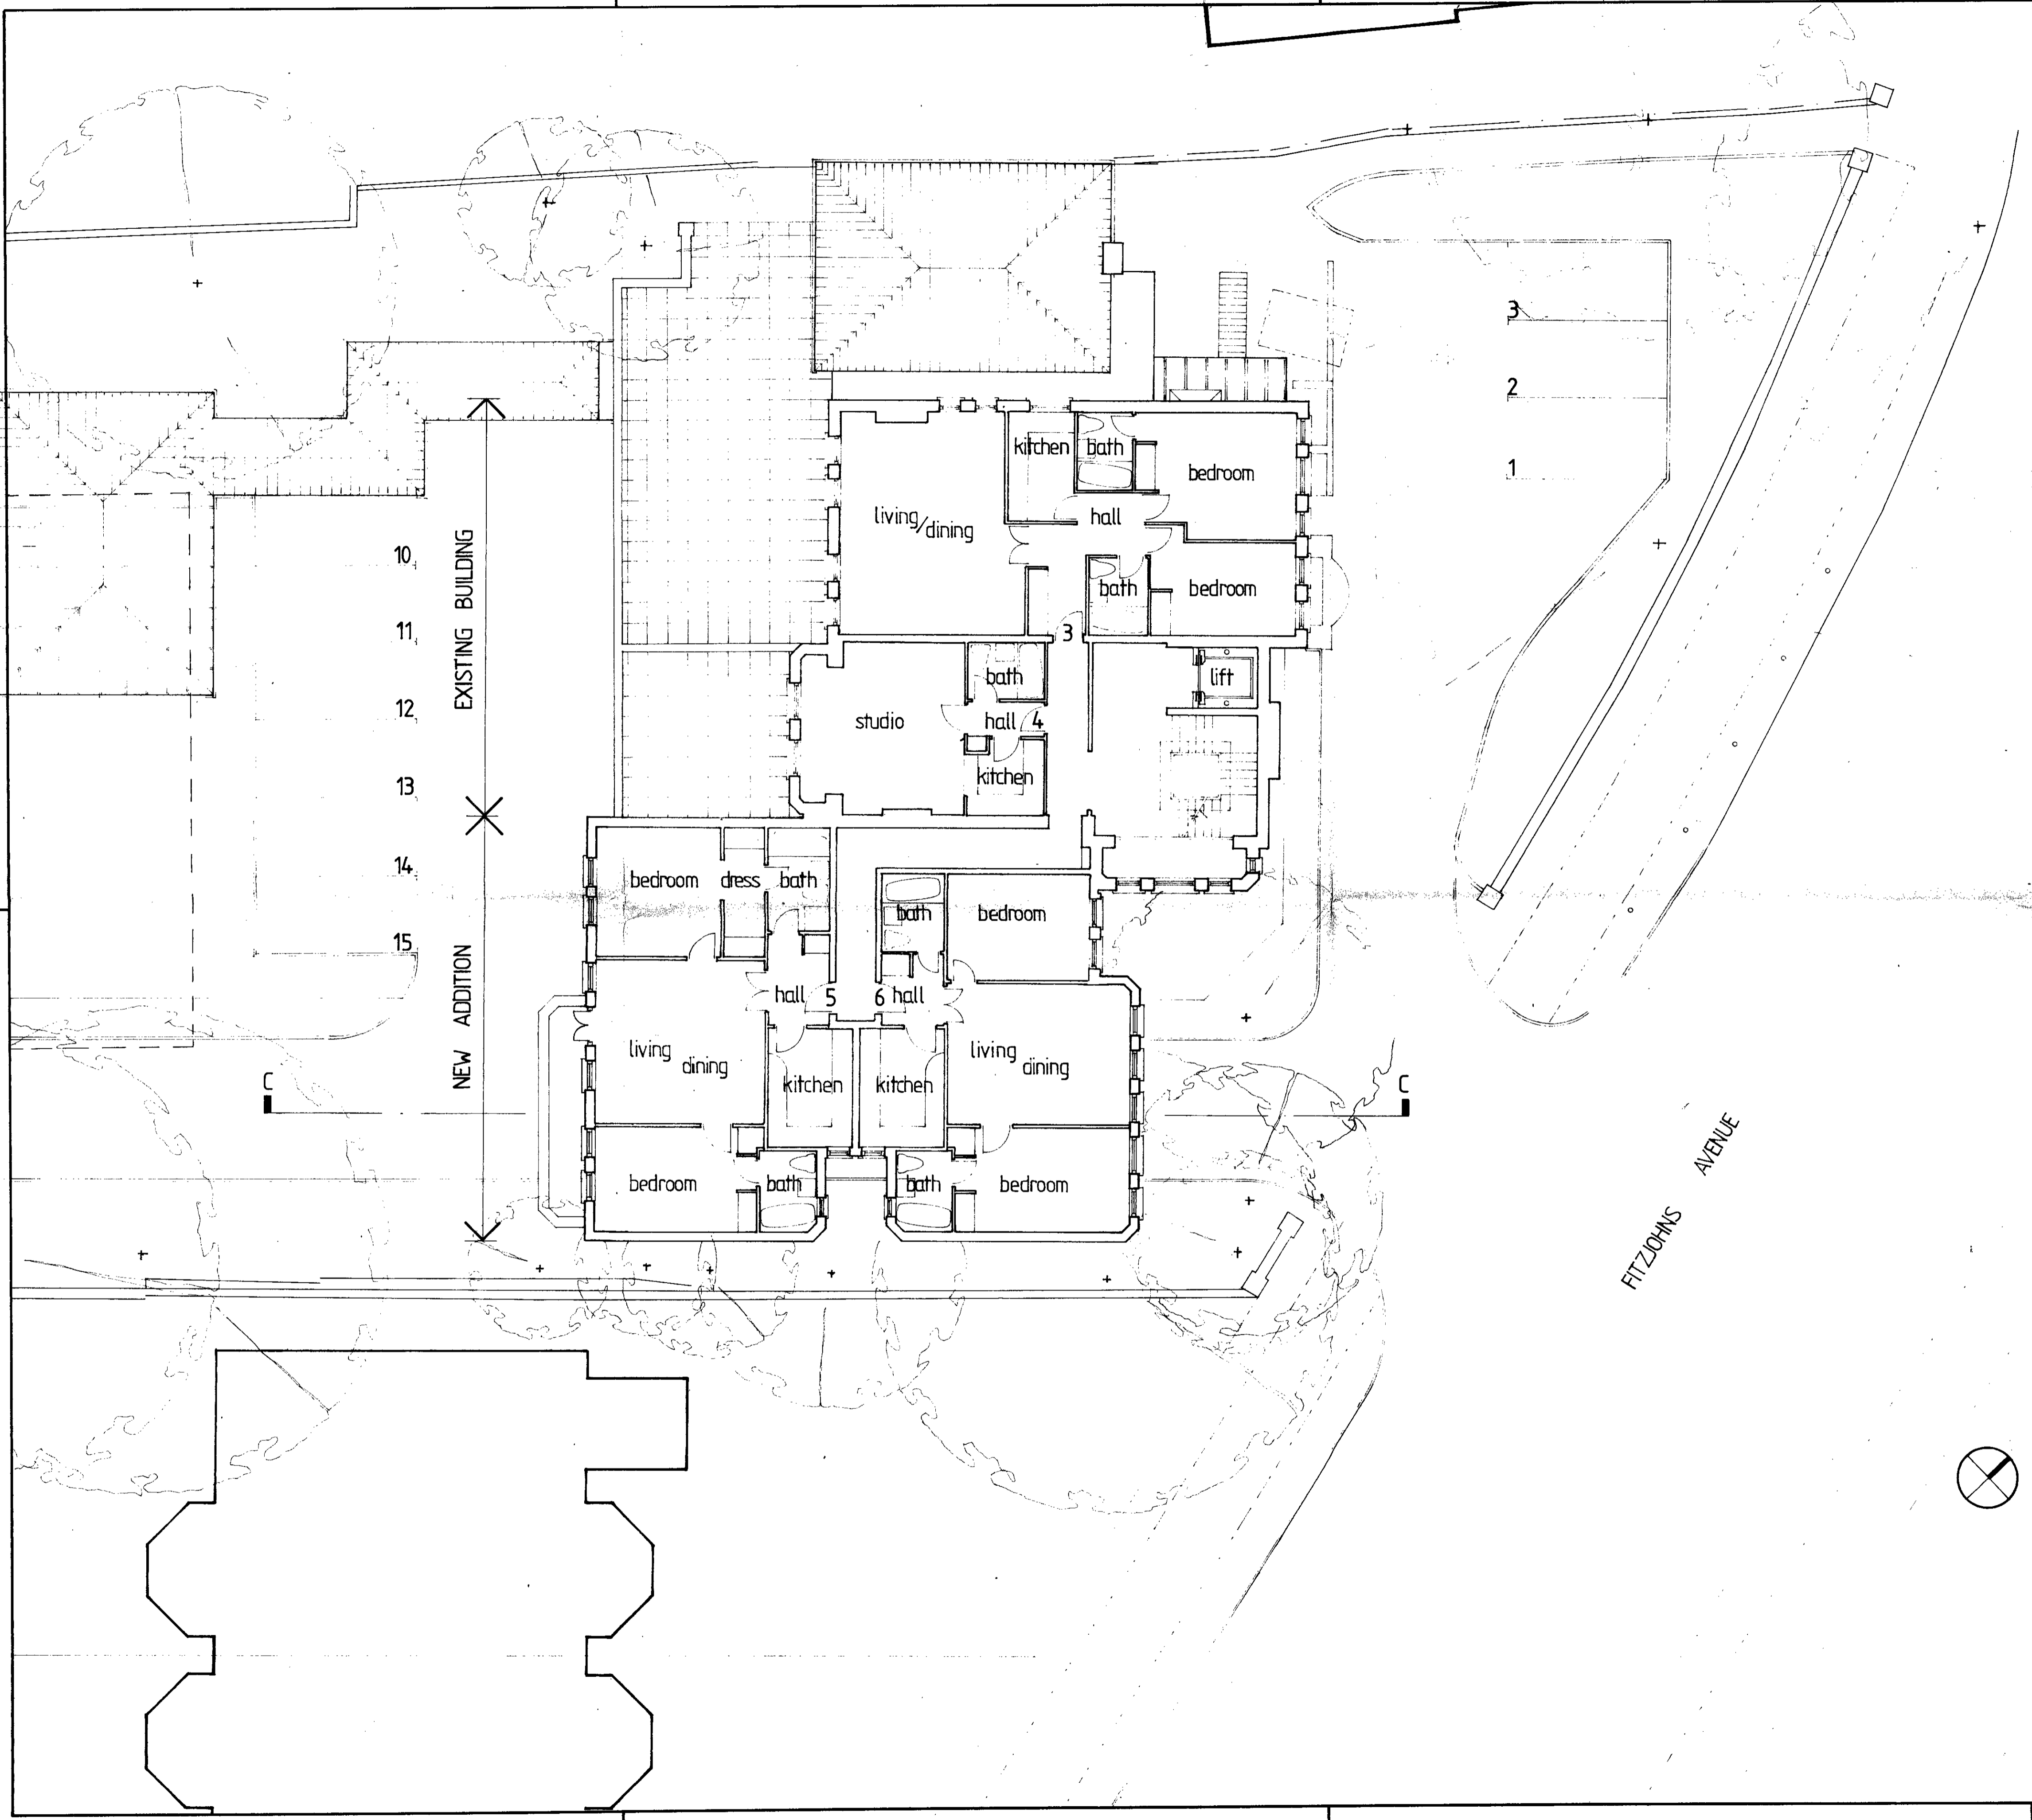 3
2
1
kitchen
bath
bedroom
living/dining
hall
10
EXISTING BUILDING
bath
bedroom
11
3
bath
lift
12
studio
hall 4
13
kitchen
14
bedroom
dress
bath
bath
bedroom
15
NEW ADDITION
hall 5
6 hall
living
dining
living
dining
kitchen
kitchen
C
C
bedroom
bath
bath
bedroom
FITZJOHNS AVENUE